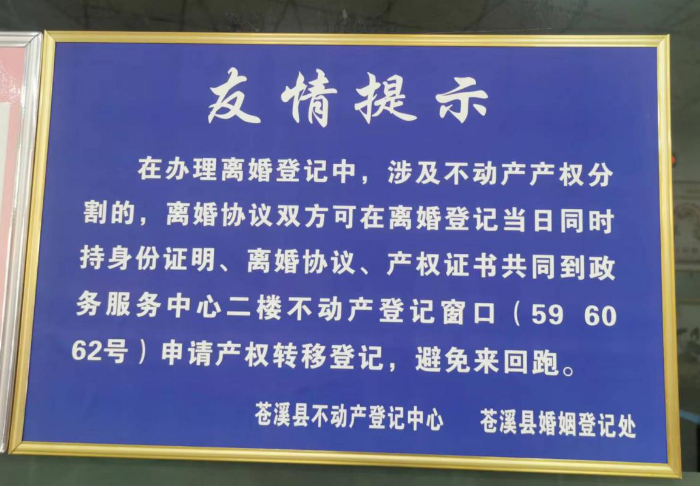 友情提示
在办理离婚登记中，涉及不动产产权分
割的，离婚协议双方可在离婚登记当日同时
持身份证明、离婚协议、产权证书共同到政
务服务中心二楼不动产登记窗口（59 60
62号）申请产权转移登记，避免来回跑。
苍溪县不动产登记中心 苍溪县婚姻登记处